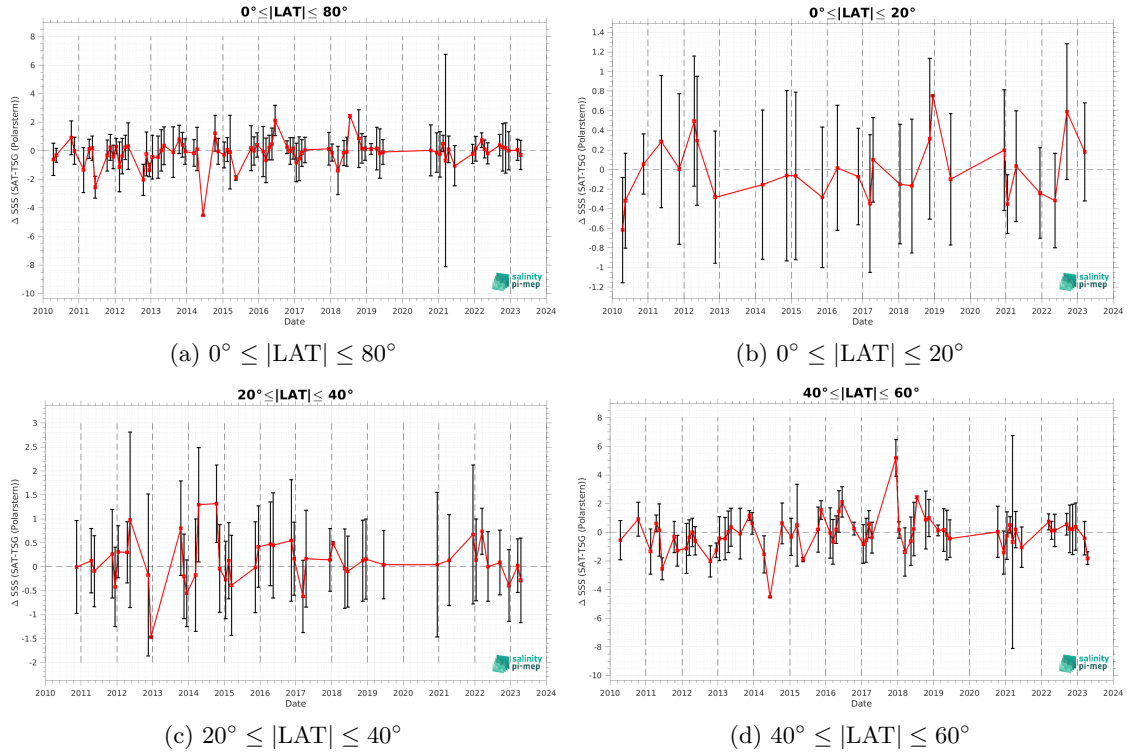 0°≤|LAT|≤ 80°
Δ SSS (SAT-TSG (Polarstern))
8
6
4
2
0
-2
-4
-6
-8
-10
2010 2011 2012 2013 2014 2015 2016 2017 2018 2019 2020 2021 2022 2023 2024
Date
salinity
pi-mep
(a) 0° ≤ |LAT| ≤ 80°
0°≤|LAT|≤ 20°
Δ SSS (SAT-TSG (Polarstern))
1.4
1.2
1
0.8
0.6
0.4
0.2
0
-0.2
-0.4
-0.6
-0.8
-1
-1.2
2010 2011 2012 2013 2014 2015 2016 2017 2018 2019 2020 2021 2022 2023 2024
Date
salinity
pi-mep
(b) 0° ≤ |LAT| ≤ 20°
20°≤|LAT|≤ 40°
Δ SSS (SAT-TSG (Polarstern))
3
2.5
2
1.5
1
0.5
0
-0.5
-1
-1.5
-2
2010 2011 2012 2013 2014 2015 2016 2017 2018 2019 2020 2021 2022 2023 2024
Date
salinity
pi-mep
(c) 20° ≤ |LAT| ≤ 40°
40°≤|LAT|≤ 60°
Δ SSS (SAT-TSG (Polarstern))
8
6
4
2
0
-2
-4
-6
-8
-10
2010 2011 2012 2013 2014 2015 2016 2017 2018 2019 2020 2021 2022 2023 2024
Date
salinity
pi-mep
(d) 40° ≤ |LAT| ≤ 60°